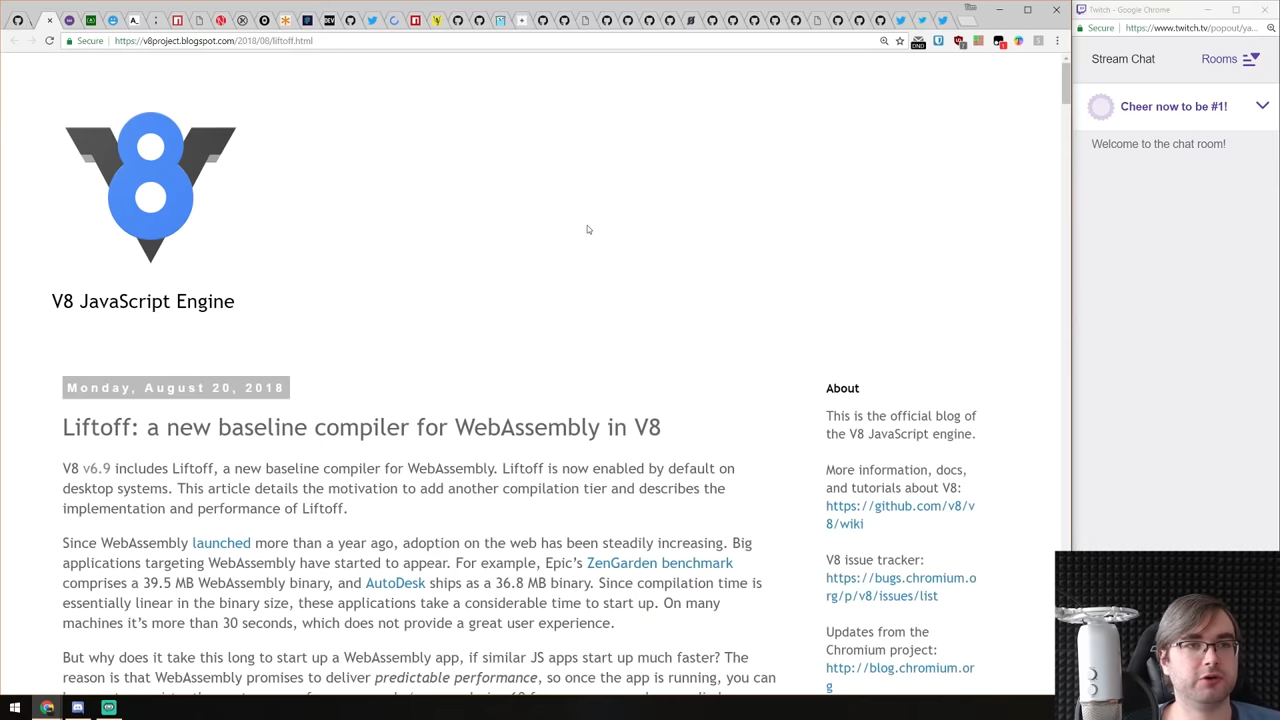 Secure
https://v8project.blogspot.com/2018/08/liftoff.html
DND
Twitch - Google Chrome
Secure
https://www.twitch.tv/popout/ya...
Stream Chat
Rooms
Cheer now to be #1!
Welcome to the chat room!
V8 JavaScript Engine
Monday, August 20, 2018
Liftoff: a new baseline compiler for WebAssembly in V8
V8 v6.9 includes Liftoff, a new baseline compiler for WebAssembly. Liftoff is now enabled by default on
desktop systems. This article details the motivation to add another compilation tier and describes the
implementation and performance of Liftoff.
Since WebAssembly launched more than a year ago, adoption on the web has been steadily increasing. Big
applications targeting WebAssembly have started to appear. For example, Epic’s ZenGarden benchmark
comprises a 39.5 MB WebAssembly binary, and AutoDesk ships as a 36.8 MB binary. Since compilation time is
essentially linear in the binary size, these applications take a considerable time to start up. On many
machines it’s more than 30 seconds, which does not provide a great user experience.
But why does it take this long to start up a WebAssembly app, if similar JS apps start up much faster? The
reason is that WebAssembly promises to deliver predictable performance, so once the app is running, you can
About
This is the official blog of
the V8 JavaScript engine.
More information, docs,
and tutorials about V8:
https://github.com/v8/v
8/wiki
V8 issue tracker:
https://bugs.chromium.o
rg/p/v8/issues/list
Updates from the
Chromium project:
http://blog.chromium.or
g